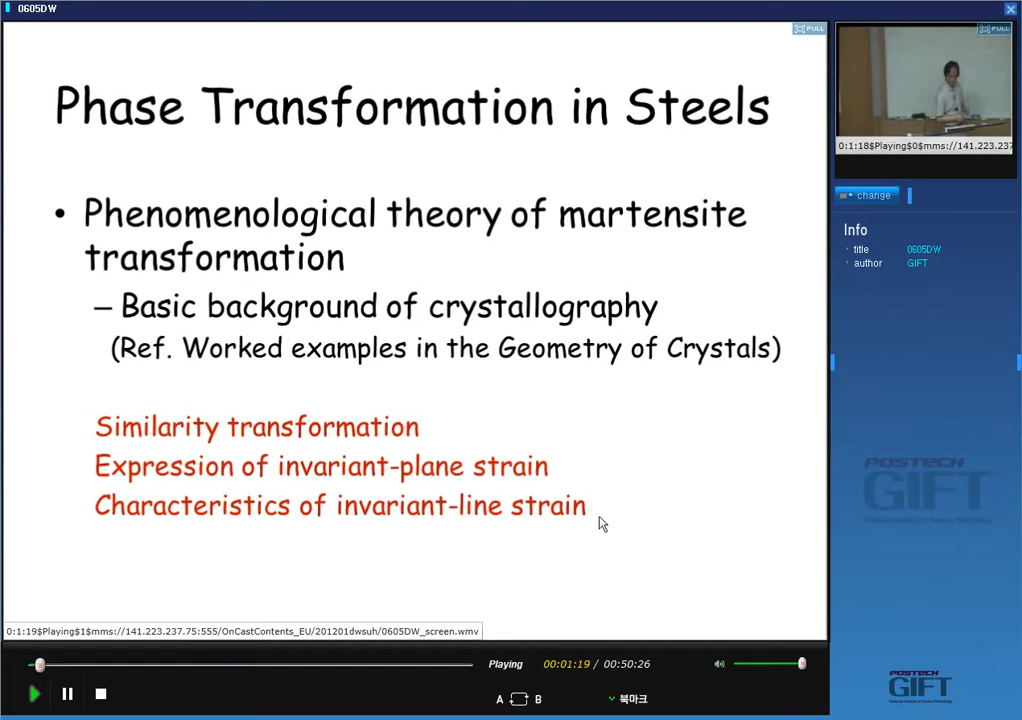 0605DW
FULL
Phase Transformation in Steels
• Phenomenological theory of martensite
transformation
– Basic background of crystallography
(Ref. Worked examples in the Geometry of Crystals)
Similarity transformation
Expression of invariant-plane strain
Characteristics of invariant-line strain
0:1:19$Playing$1$mms://141.223.237.75:555/OnCastContents_EU/201201dwsuh/0605DW_screen.wmv
FULL
0:1:18$Playing$0$mms://141.223.237
change
Info
title 0605DW
author GIFT
POSTECH
GIFT
Playing 00:01:19 / 00:50:26
A B 북마크
POSTECH
GIFT